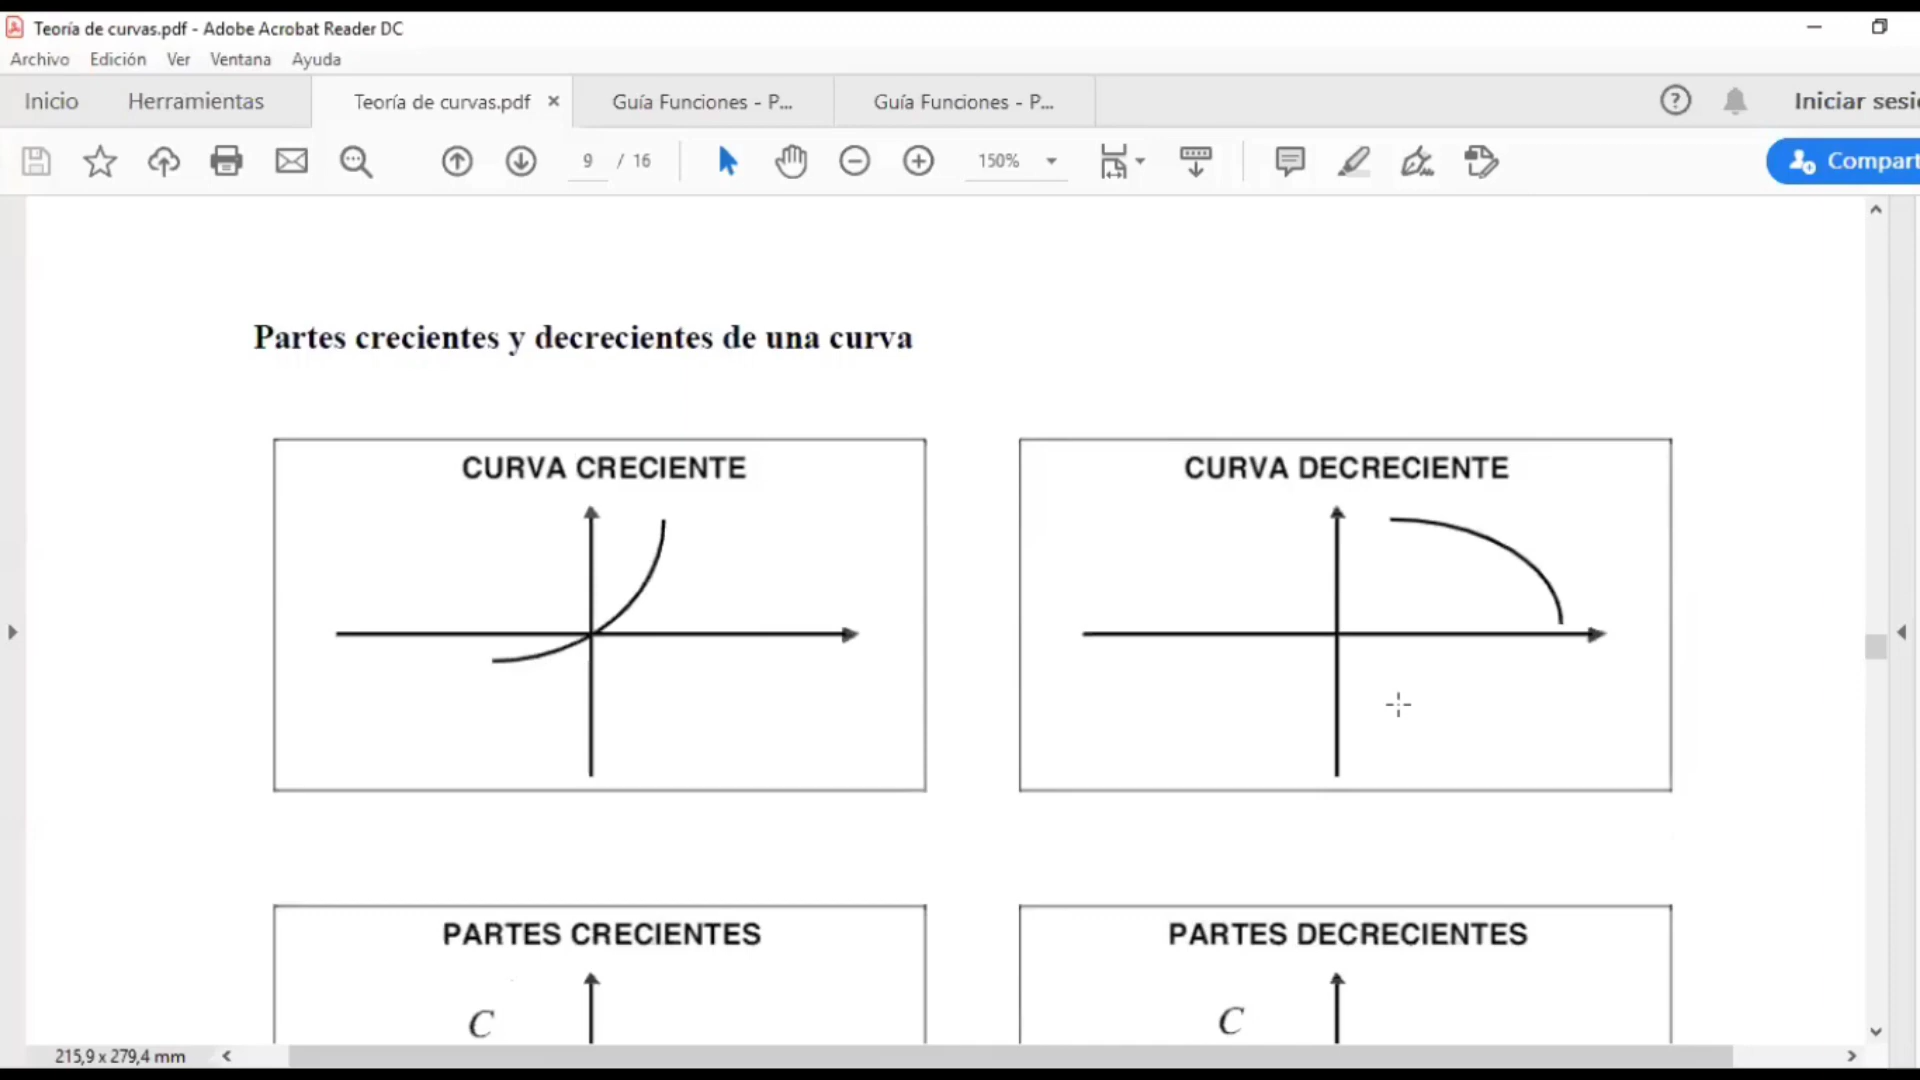 Teoría de curvas.pdf - Adobe Acrobat Reader DC
Archivo Edición Ver Ventana Ayuda
Inicio Herramientas Teoría de curvas.pdf × Guía Funciones - P... Guía Funciones - P... Iniciar sesi
9 / 16 150% Compart
Partes crecientes y decrecientes de una curva
CURVA CRECIENTE
CURVA DECRECIENTE
PARTES CRECIENTES
C
PARTES DECRECIENTES
C
215,9 x 279,4 mm